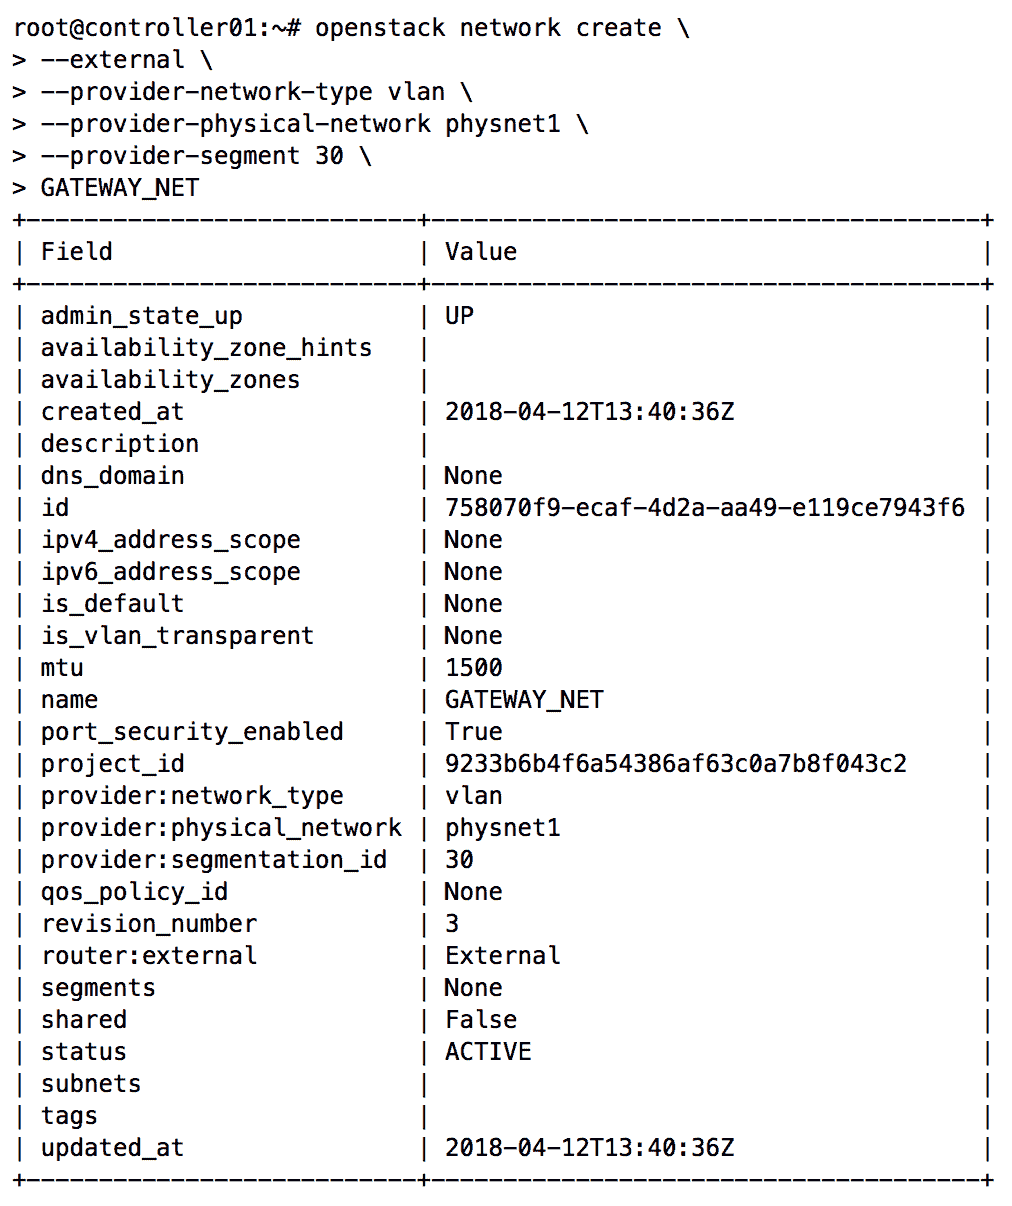 root@controller01:~# openstack network create \
> --external \
> --provider-network-type vlan \
> --provider-physical-network physnet1 \
> --provider-segment 30 \
> GATEWAY_NET
+---------------------------+--------------------------------------+
| Field                     | Value                                |
+---------------------------+--------------------------------------+
| admin_state_up            | UP                                   |
| availability_zone_hints   |                                      |
| availability_zones        |                                      |
| created_at                | 2018-04-12T13:40:36Z                 |
| description               |                                      |
| dns_domain                | None                                 |
| id                        | 758070f9-ecaf-4d2a-aa49-e119ce7943f6 |
| ipv4_address_scope        | None                                 |
| ipv6_address_scope        | None                                 |
| is_default                | None                                 |
| is_vlan_transparent       | None                                 |
| mtu                       | 1500                                 |
| name                      | GATEWAY_NET                          |
| port_security_enabled     | True                                 |
| project_id                | 9233b6b4f6a54386af63c0a7b8f043c2     |
| provider:network_type     | vlan                                 |
| provider:physical_network | physnet1                             |
| provider:segmentation_id  | 30                                   |
| qos_policy_id             | None                                 |
| revision_number           | 3                                    |
| router:external           | External                             |
| segments                  | None                                 |
| shared                    | False                                |
| status                    | ACTIVE                               |
| subnets                   |                                      |
| tags                      |                                      |
| updated_at                | 2018-04-12T13:40:36Z                 |
+---------------------------+--------------------------------------+